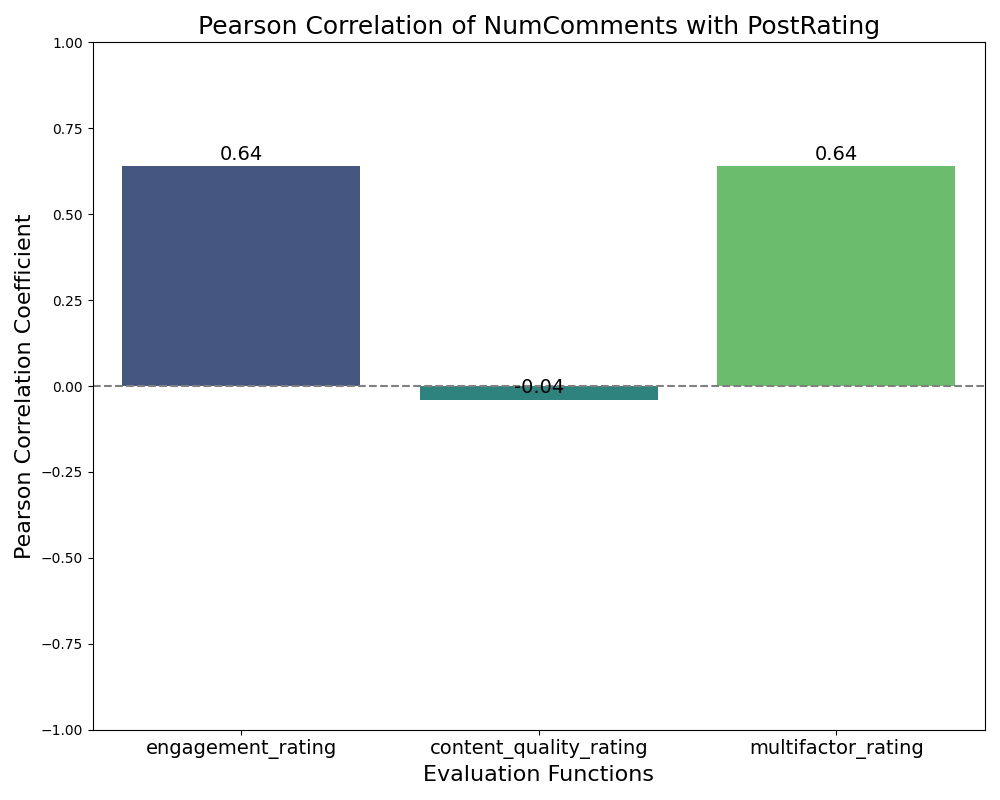 Pearson Correlation of NumComments with PostRating
Pearson Correlation Coefficient
1.00
0.75
0.50
0.25
0.00
−0.25
−0.50
−0.75
−1.00
0.64
-0.04
0.64
engagement_rating
content_quality_rating
multifactor_rating
Evaluation Functions